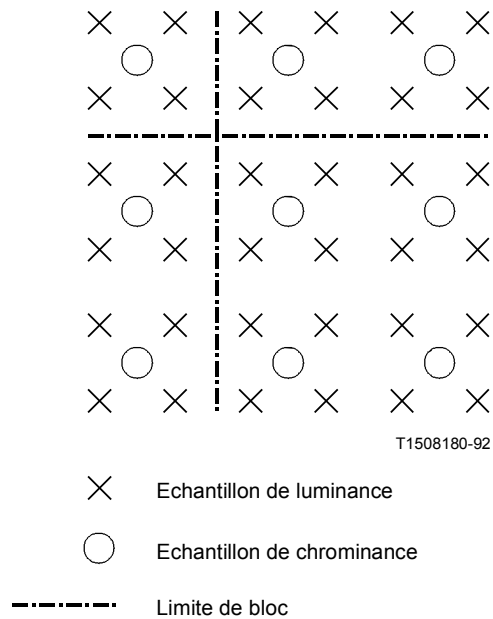 T1508180-92
Echantillon de luminance
Echantillon de chrominance
Limite de bloc